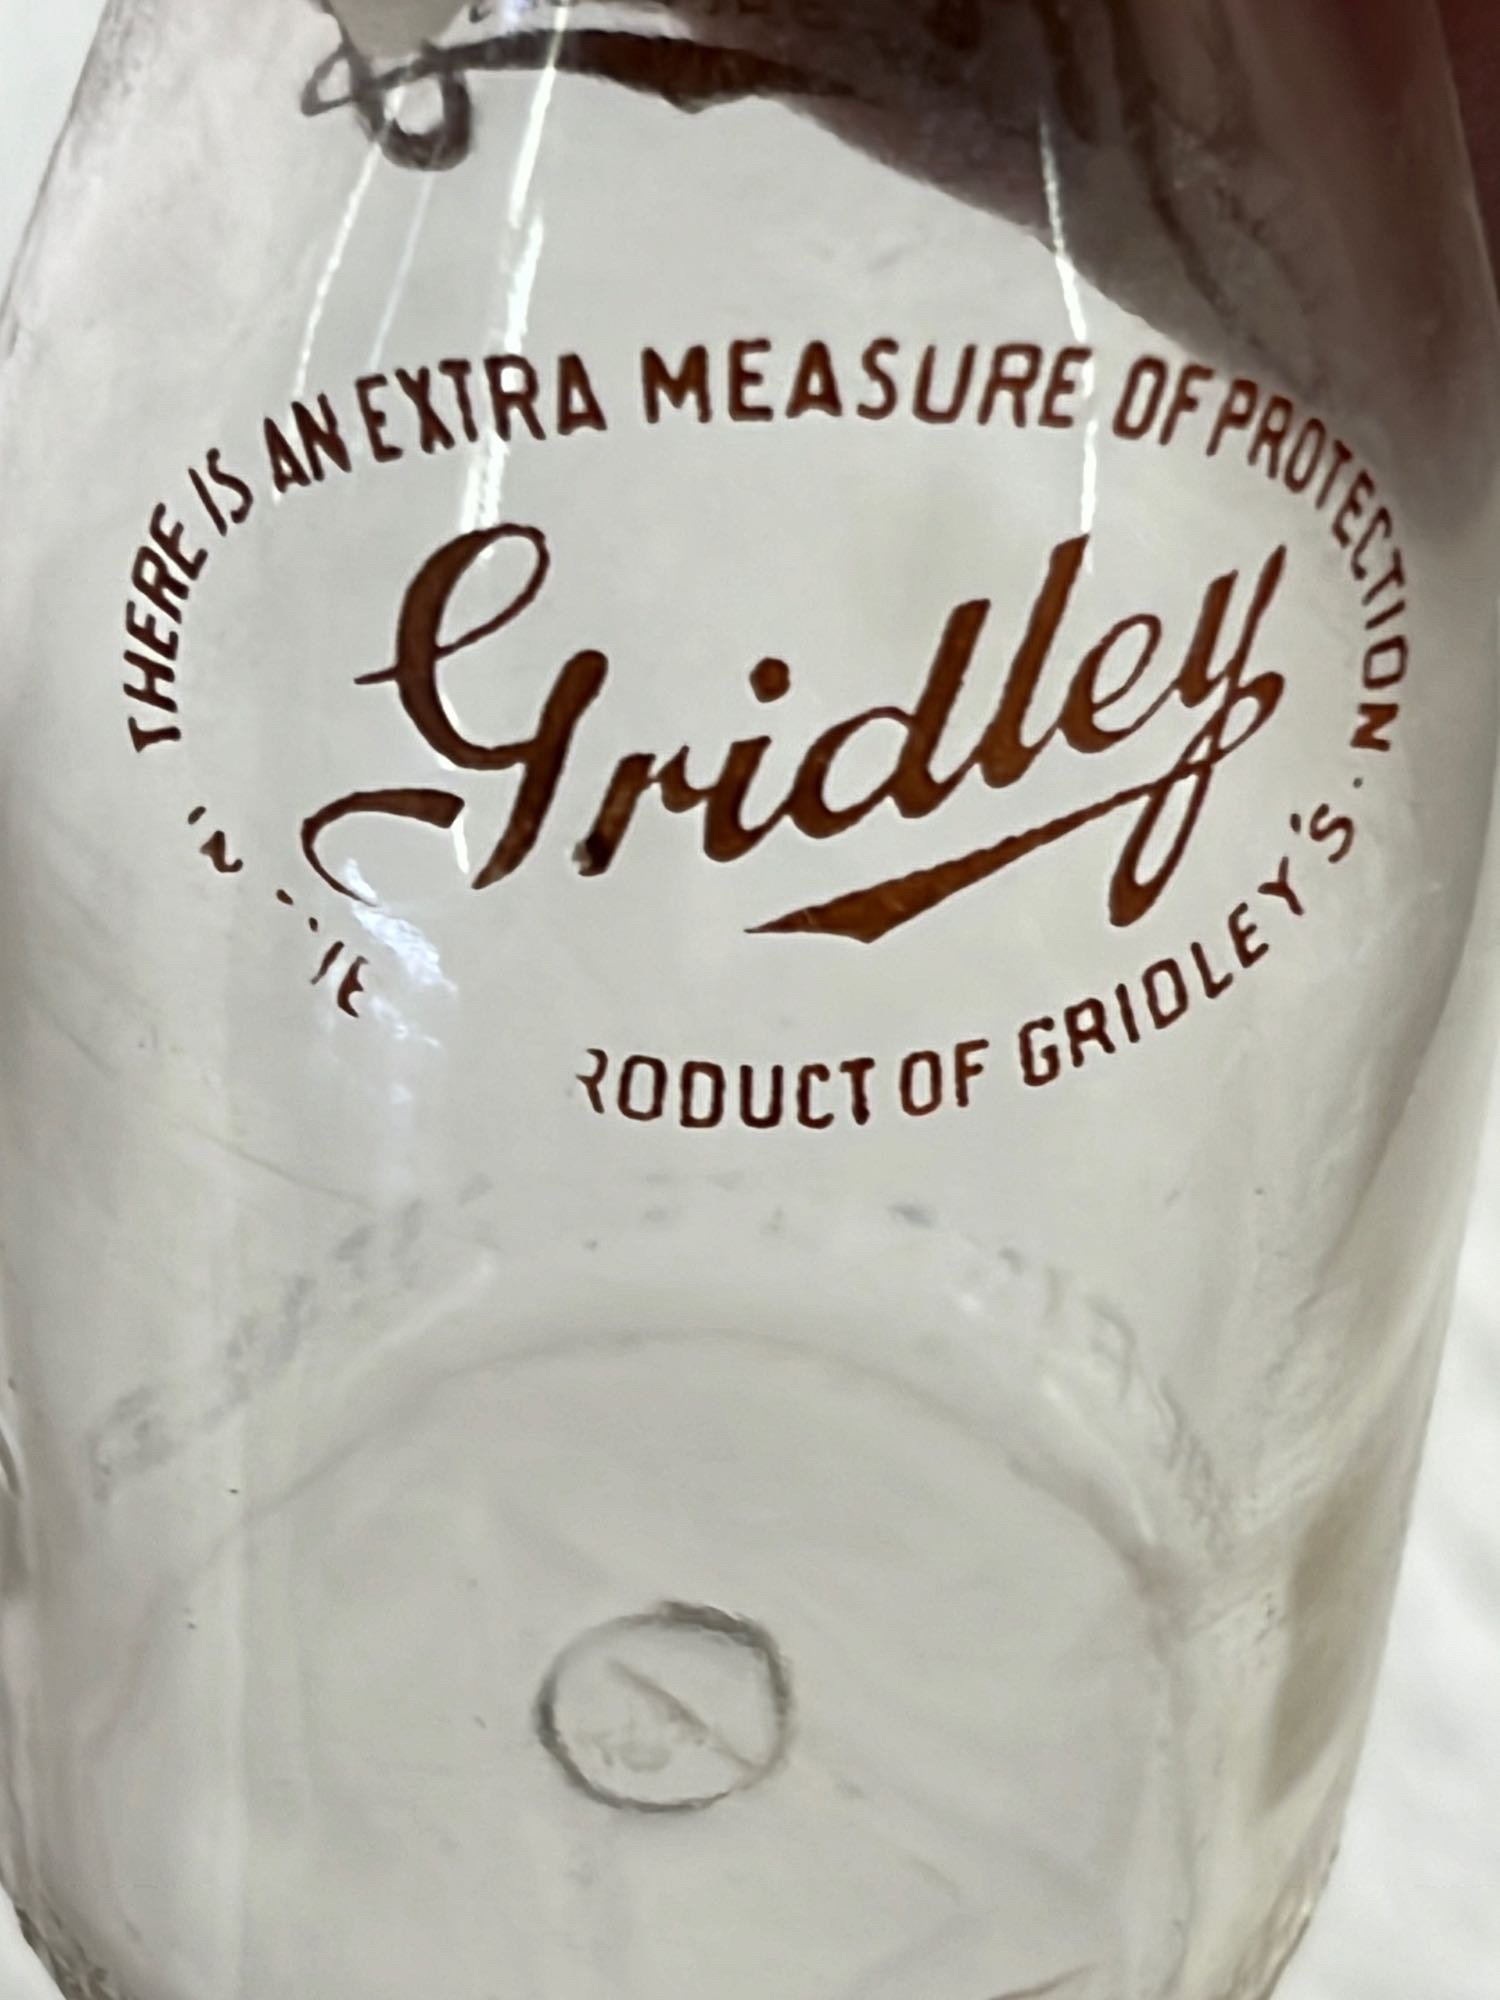 THERE IS AN EXTRA MEASURE OF PROTECTION
Gridley
RODUCT OF GRIDLEY'S